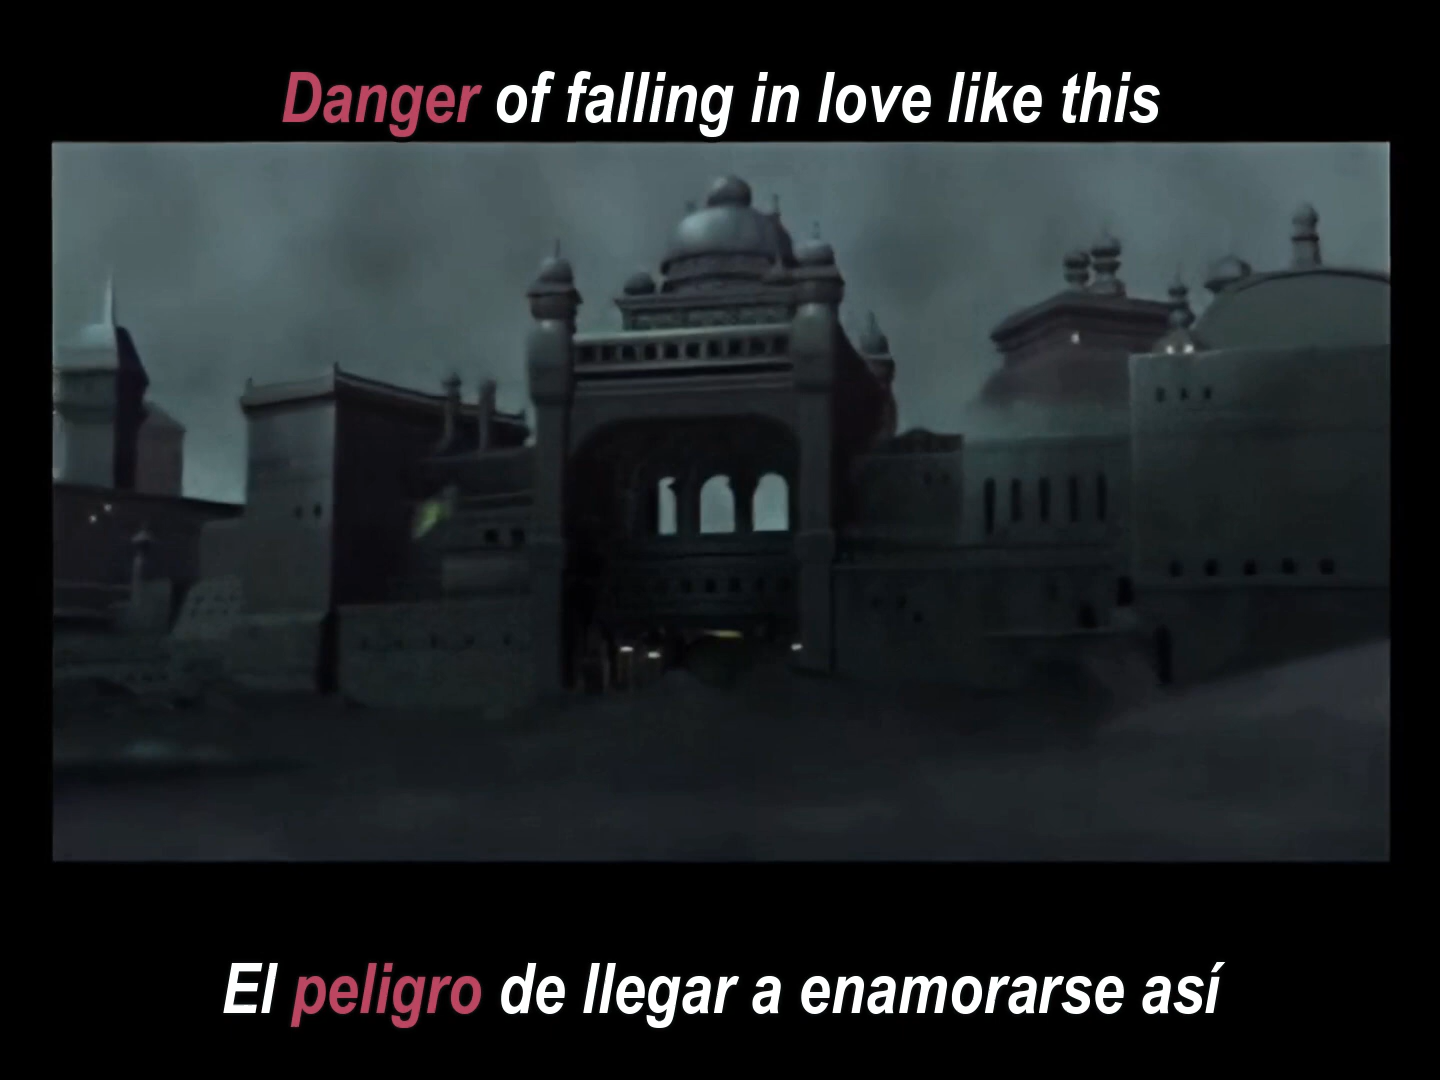 Danger of falling in love like this
El peligro de llegar a enamorarse así